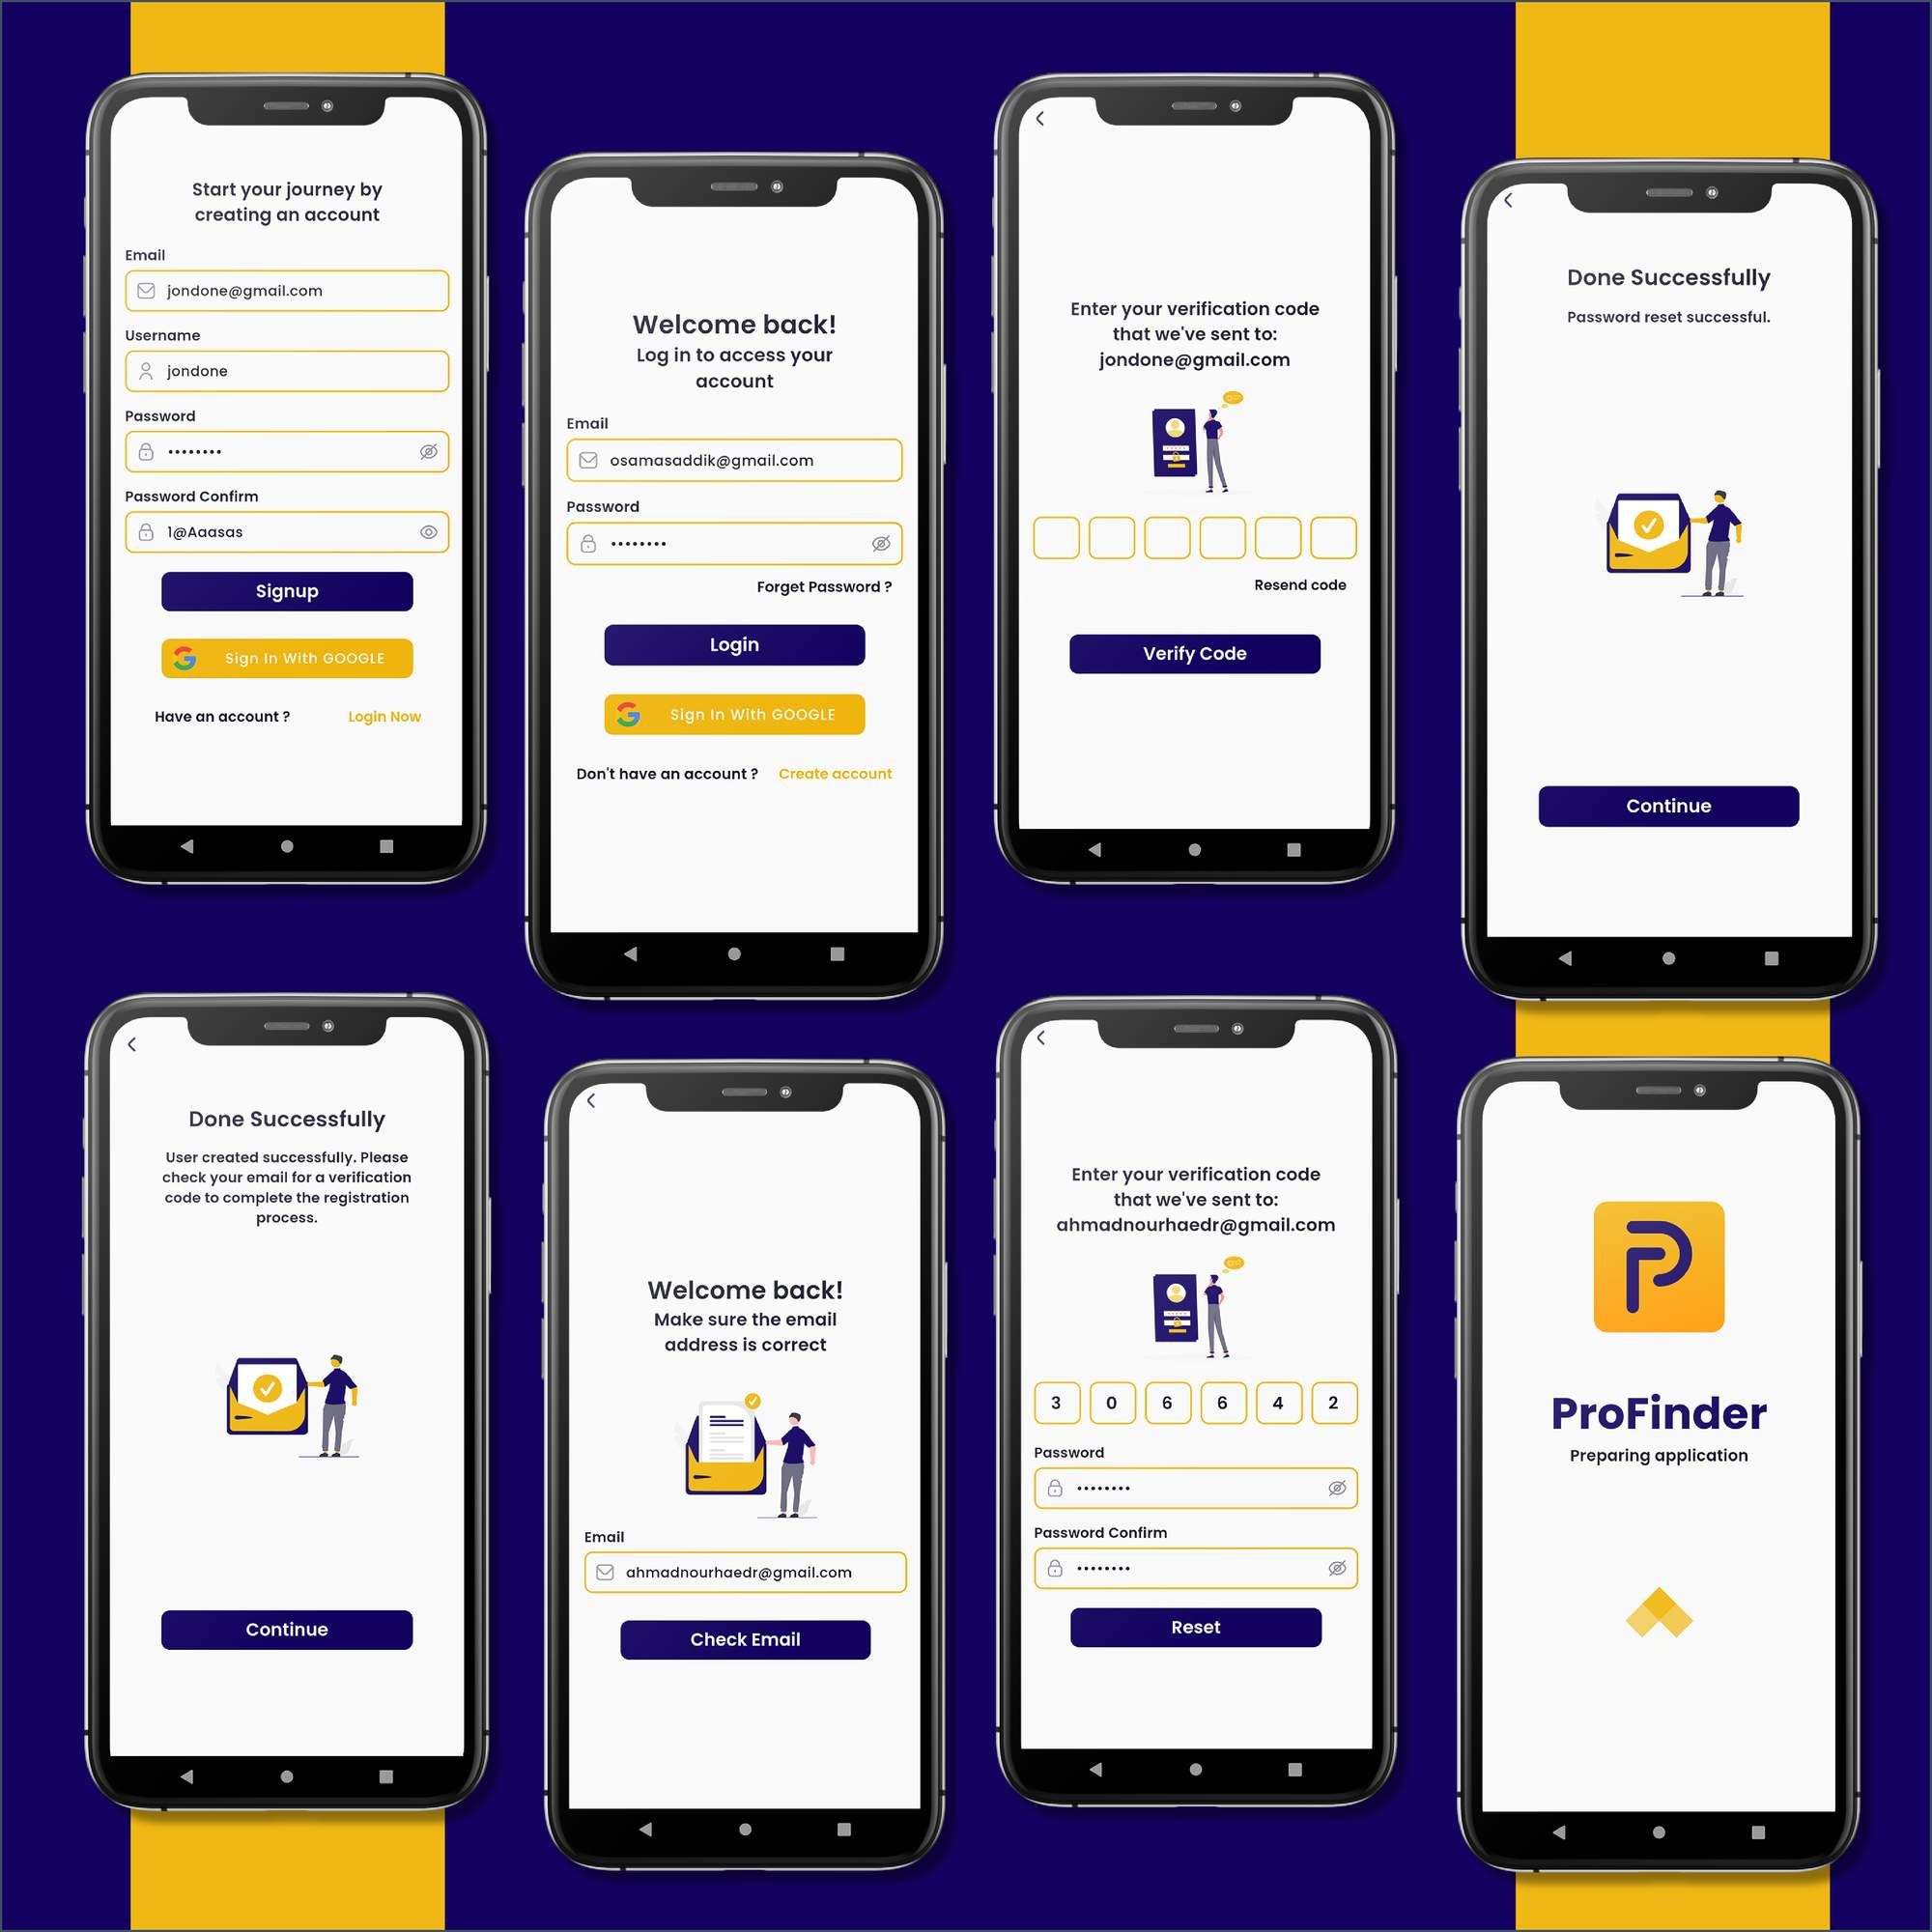 Start your journey by
creating an account
Email
jondone@gmail.com
Username
jondone
Password
••••••••
Password Confirm
1@Aaasas
Signup
Sign In With GOOGLE
Have an account ? Login Now
Welcome back!
Log in to access your
account
Email
osamasaddik@gmail.com
Password
••••••••
Forget Password ?
Login
Sign In With GOOGLE
Don't have an account ? Create account
Enter your verification code
that we've sent to:
jondone@gmail.com
Resend code
Verify Code
Done Successfully
Password reset successful.
Continue
Done Successfully
User created successfully. Please
check your email for a verification
code to complete the registration
process.
Continue
Welcome back!
Make sure the email
address is correct
Email
ahmadnourhaedr@gmail.com
Check Email
Enter your verification code
that we've sent to:
ahmadnourhaedr@gmail.com
3 0 6 6 4 2
Password
••••••••
Password Confirm
••••••••
Reset
P
ProFinder
Preparing application